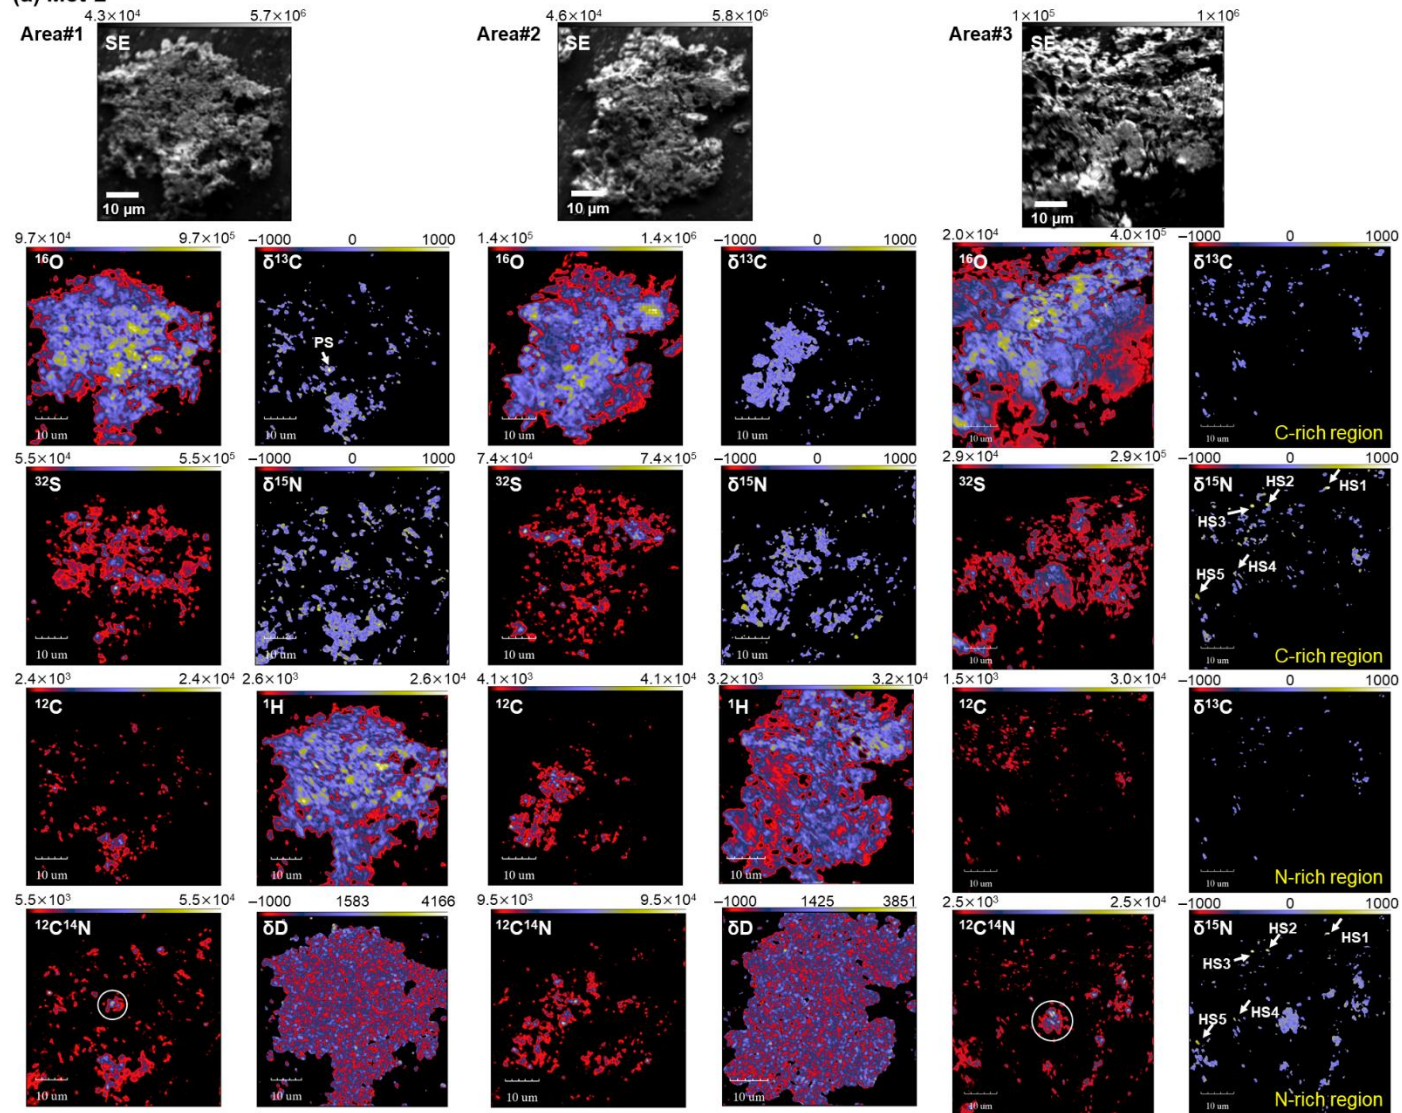 4.3×10⁴ 5.7×10⁶ 4.6×10⁴ 5.8×10⁶ 1×10⁵ 1×10⁶
Area#1 SE Area#2 SE Area#3 SE
10 µm 10 µm 10 µm
9.7×10⁴ 9.7×10⁵ −1000 0 1000 1.4×10⁵ 1.4×10⁶ −1000 0 1000 2.0×10⁴ 4.0×10⁵ −1000 0 1000
¹⁶O δ¹³C ¹⁶O δ¹³C ¹⁶O δ¹³C
PS
10 um 10 um 10 um 10 um 10 um 10 um C-rich region
5.5×10⁴ 5.5×10⁵ −1000 0 1000 7.4×10⁴ 7.4×10⁵ −1000 0 1000 2.9×10⁴ 2.9×10⁵ −1000 0 1000
³²S δ¹⁵N ³²S δ¹⁵N ³²S δ¹⁵N HS2 HS1
HS3
HS4
HS5
10 um 10 um 10 um 10 um 10 um 10 um C-rich region
2.4×10³ 2.4×10⁴ 2.6×10³ 2.6×10⁴ 4.1×10³ 4.1×10⁴ 3.2×10³ 3.2×10⁴ 1.5×10³ 3.0×10⁴ −1000 0 1000
¹²C ¹H ¹²C ¹H ¹²C δ¹³C
10 um 10 um 10 um 10 um 10 um 10 um N-rich region
5.5×10³ 5.5×10⁴ −1000 1583 4166 9.5×10³ 9.5×10⁴ −1000 1425 3851 2.5×10³ 2.5×10⁴ −1000 0 1000
¹²C¹⁴N δD ¹²C¹⁴N δD ¹²C¹⁴N δ¹⁵N HS2 HS1
HS3
HS4
HS5
10 um 10 um 10 um 10 um 10 um 10 um N-rich region